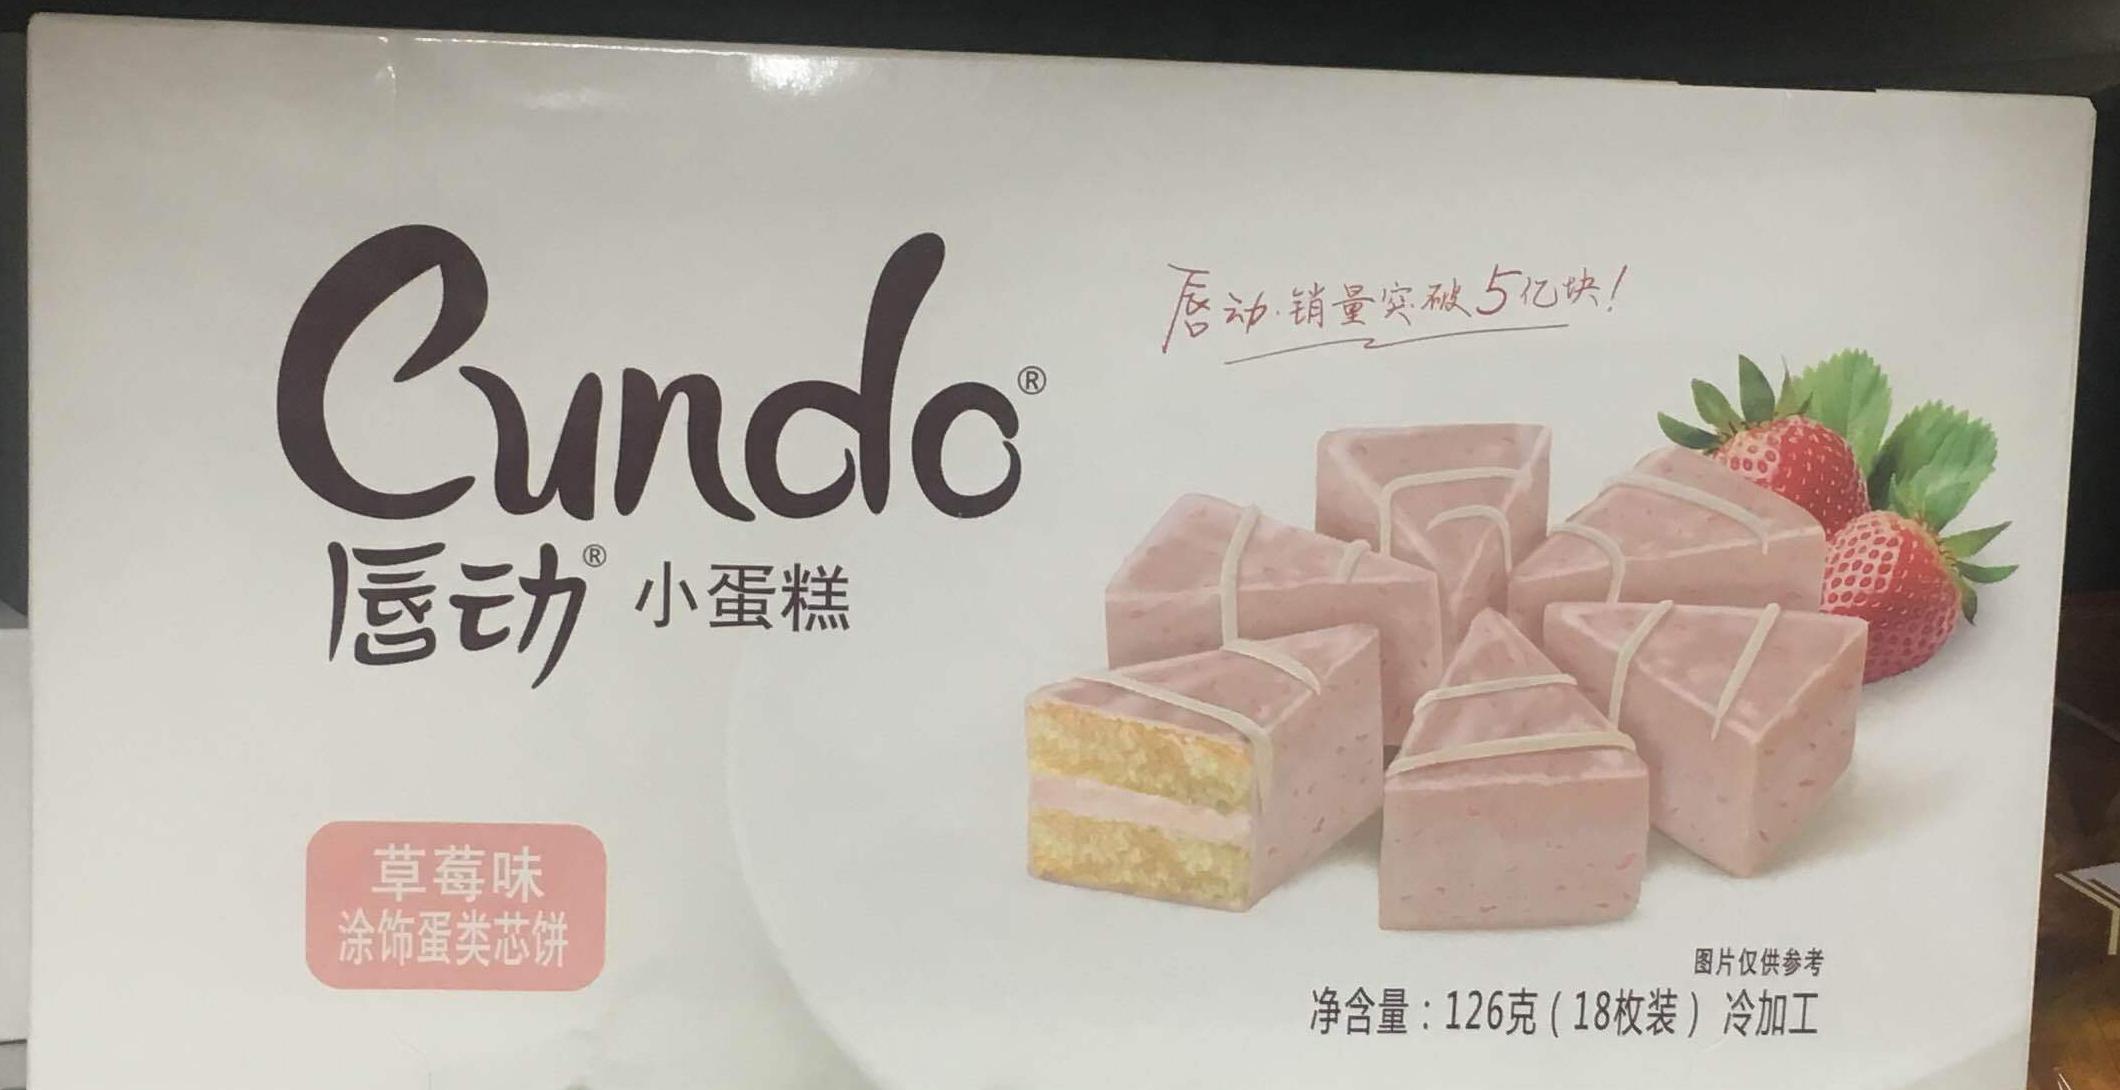 Cundo®
唇动®小蛋糕
唇动·销量突破5亿块!
草莓味
涂饰蛋类芯饼
图片仅供参考
净含量：126克(18枚装) 冷加工